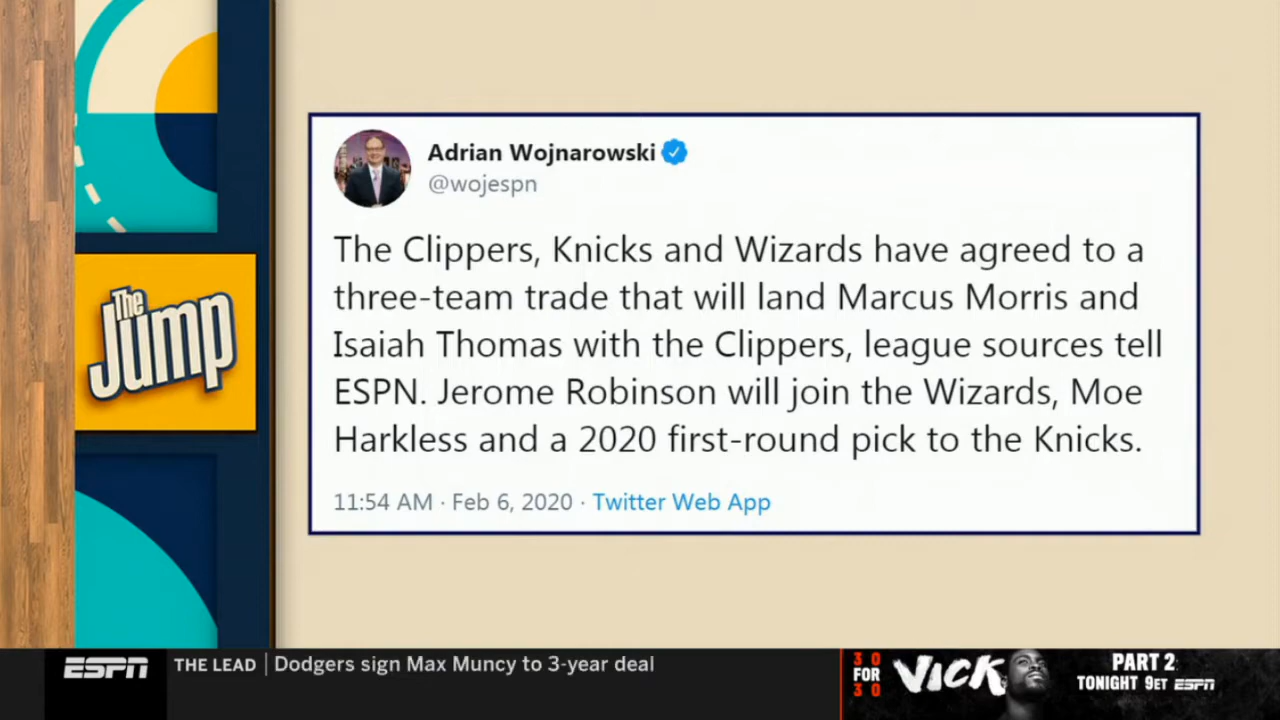 The Jump
Adrian Wojnarowski
@wojespn
The Clippers, Knicks and Wizards have agreed to a
three-team trade that will land Marcus Morris and
Isaiah Thomas with the Clippers, league sources tell
ESPN. Jerome Robinson will join the Wizards, Moe
Harkless and a 2020 first-round pick to the Knicks.
11:54 AM · Feb 6, 2020 · Twitter Web App
ESPN THE LEAD | Dodgers sign Max Muncy to 3-year deal
30
FOR
30
VICK
PART 2
TONIGHT 9ET ESPN